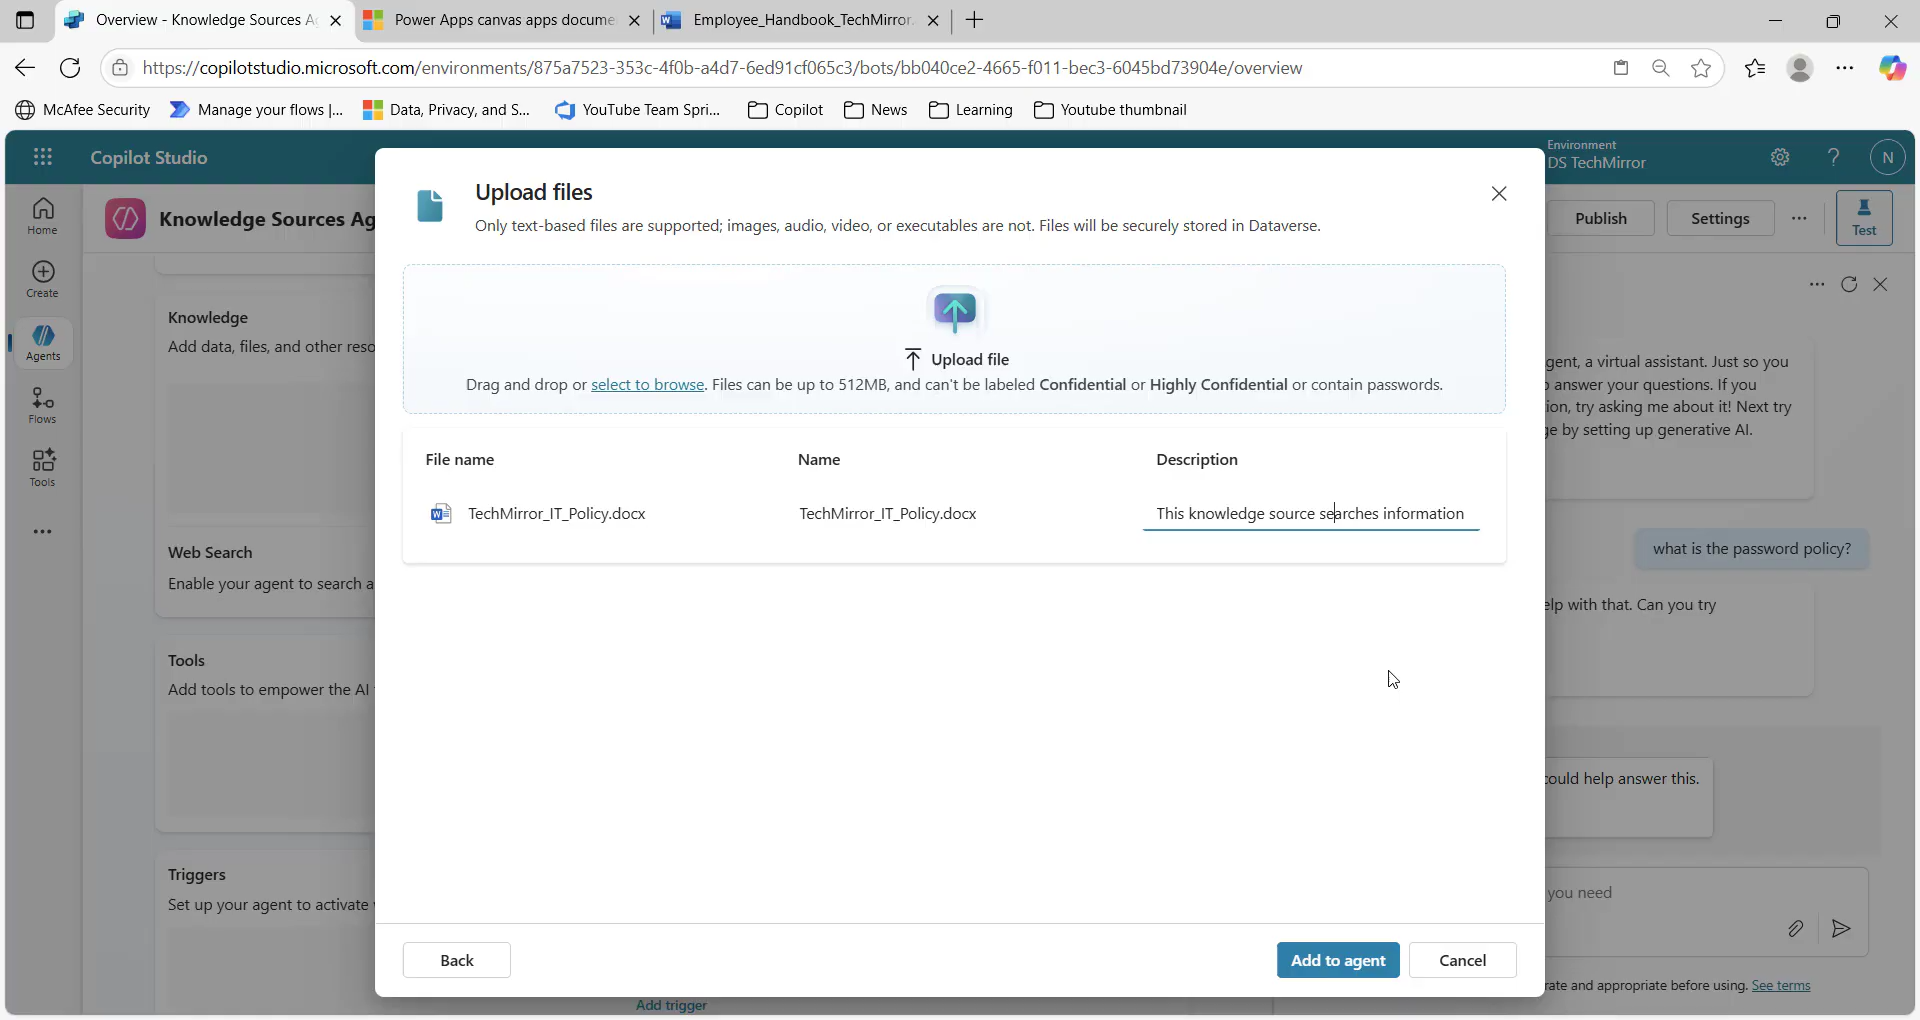 Overview - Knowledge Sources A
Power Apps canvas apps docume
Employee_Handbook_TechMirror.
https://copilotstudio.microsoft.com/environments/875a7523-353c-4f0b-a4d7-6ed91cf065c3/bots/bb040ce2-4665-f011-bec3-6045bd73904e/overview
McAfee Security
Manage your flows |...
Data, Privacy, and S...
YouTube Team Spri...
Copilot
News
Learning
Youtube thumbnail
Copilot Studio
Environment
DS TechMirror
N
Home
Create
Agents
Flows
Tools
Knowledge Sources Ag
Publish
Settings
Test
Knowledge
Add data, files, and other reso
Web Search
Enable your agent to search a
Tools
Add tools to empower the AI
Triggers
Set up your agent to activate
Add trigger
Upload files
Only text-based files are supported; images, audio, video, or executables are not. Files will be securely stored in Dataverse.
Upload file
Drag and drop or select to browse. Files can be up to 512MB, and can't be labeled Confidential or Highly Confidential or contain passwords.
File name
Name
Description
TechMirror_IT_Policy.docx
TechMirror_IT_Policy.docx
This knowledge source searches information
Back
Add to agent
Cancel
gent, a virtual assistant. Just so you
answer your questions. If you
ion, try asking me about it! Next try
ge by setting up generative AI.
what is the password policy?
elp with that. Can you try
could help answer this.
you need
rate and appropriate before using. See terms